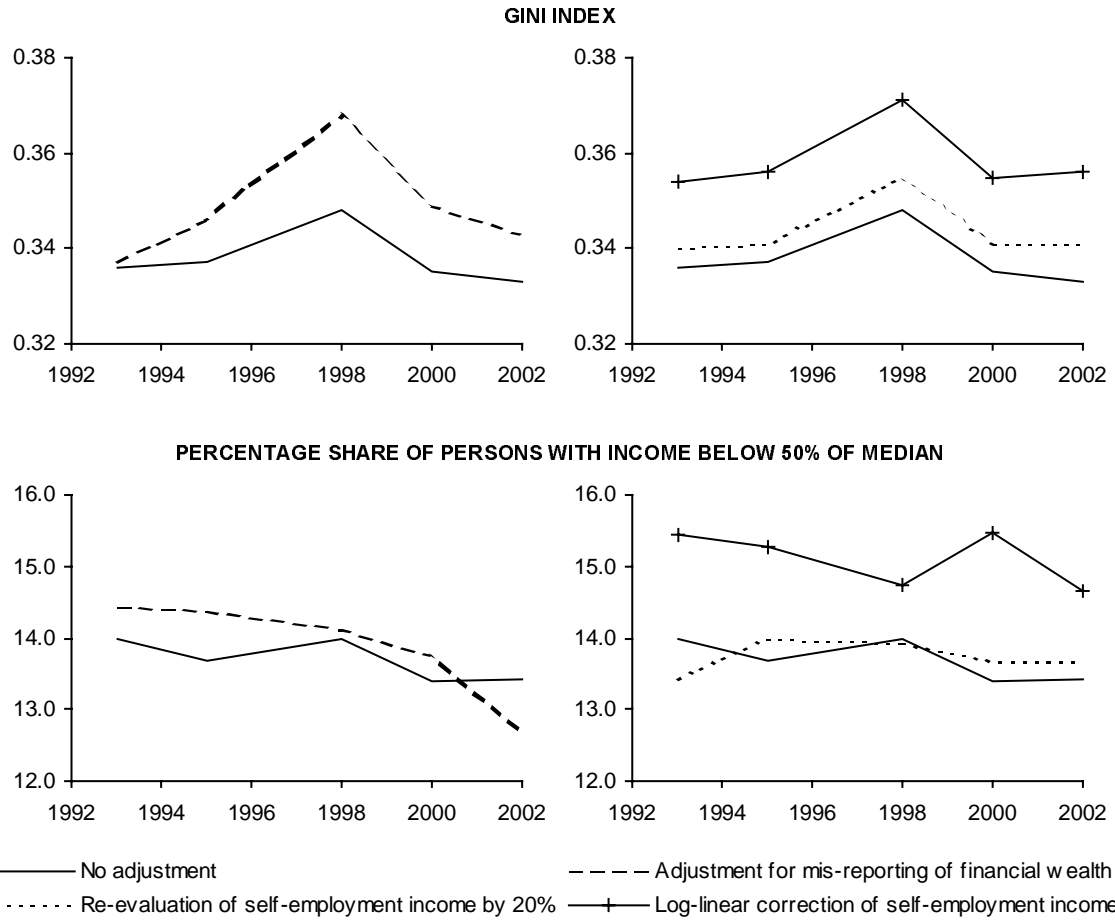 GINI INDEX
0.38
0.36
0.34
0.32
1992 1994 1996 1998 2000 2002
0.38
0.36
0.34
0.32
1992 1994 1996 1998 2000 2002
PERCENTAGE SHARE OF PERSONS WITH INCOME BELOW 50% OF MEDIAN
16.0
15.0
14.0
13.0
12.0
1992 1994 1996 1998 2000 2002
16.0
15.0
14.0
13.0
12.0
1992 1994 1996 1998 2000 2002
No adjustment
Adjustment for mis-reporting of financial wealth
Re-evaluation of self-employment income by 20%
Log-linear correction of self-employment income